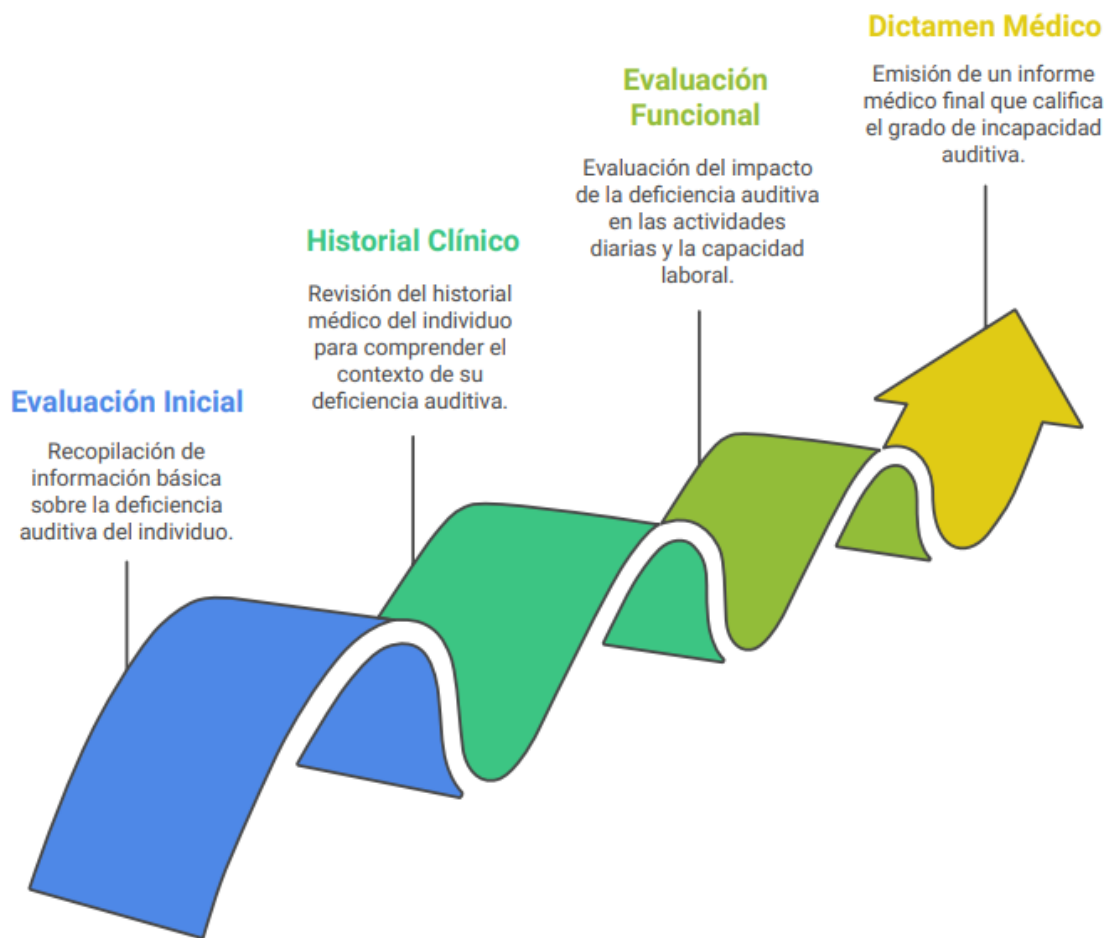 Evaluación Inicial
Recopilación de
información básica
sobre la deficiencia
auditiva del individuo.
Historial Clínico
Revisión del historial
médico del individuo
para comprender el
contexto de su
deficiencia auditiva.
Evaluación
Funcional
Evaluación del impacto
de la deficiencia auditiva
en las actividades
diarias y la capacidad
laboral.
Dictamen Médico
Emisión de un informe
médico final que califica
el grado de incapacidad
auditiva.